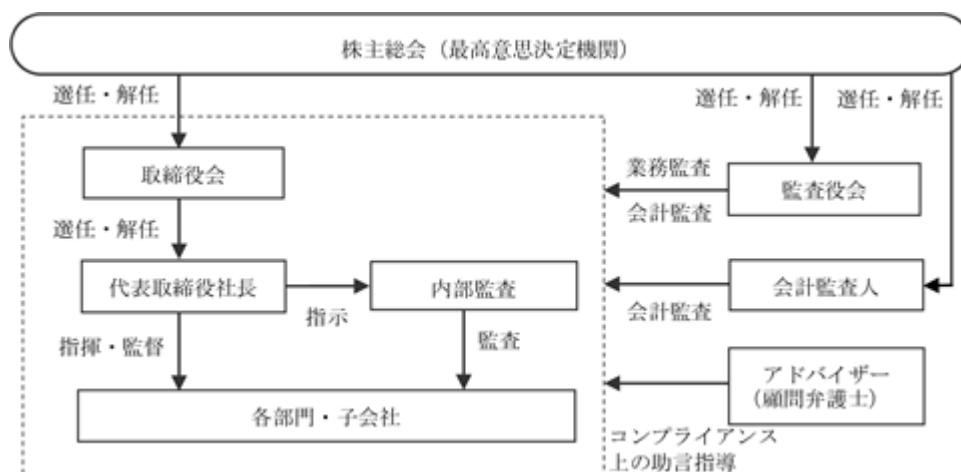 株主総会（最高意思決定機関）
選任・解任
選任・解任
選任・解任
取締役会
業務監査
監査役会
会計監査
選任・解任
代表取締役社長
内部監査
会計監査人
指示
会計監査
指揮・監督
監査
アドバイザー
（顧問弁護士）
各部門・子会社
コンプライアンス
上の助言指導